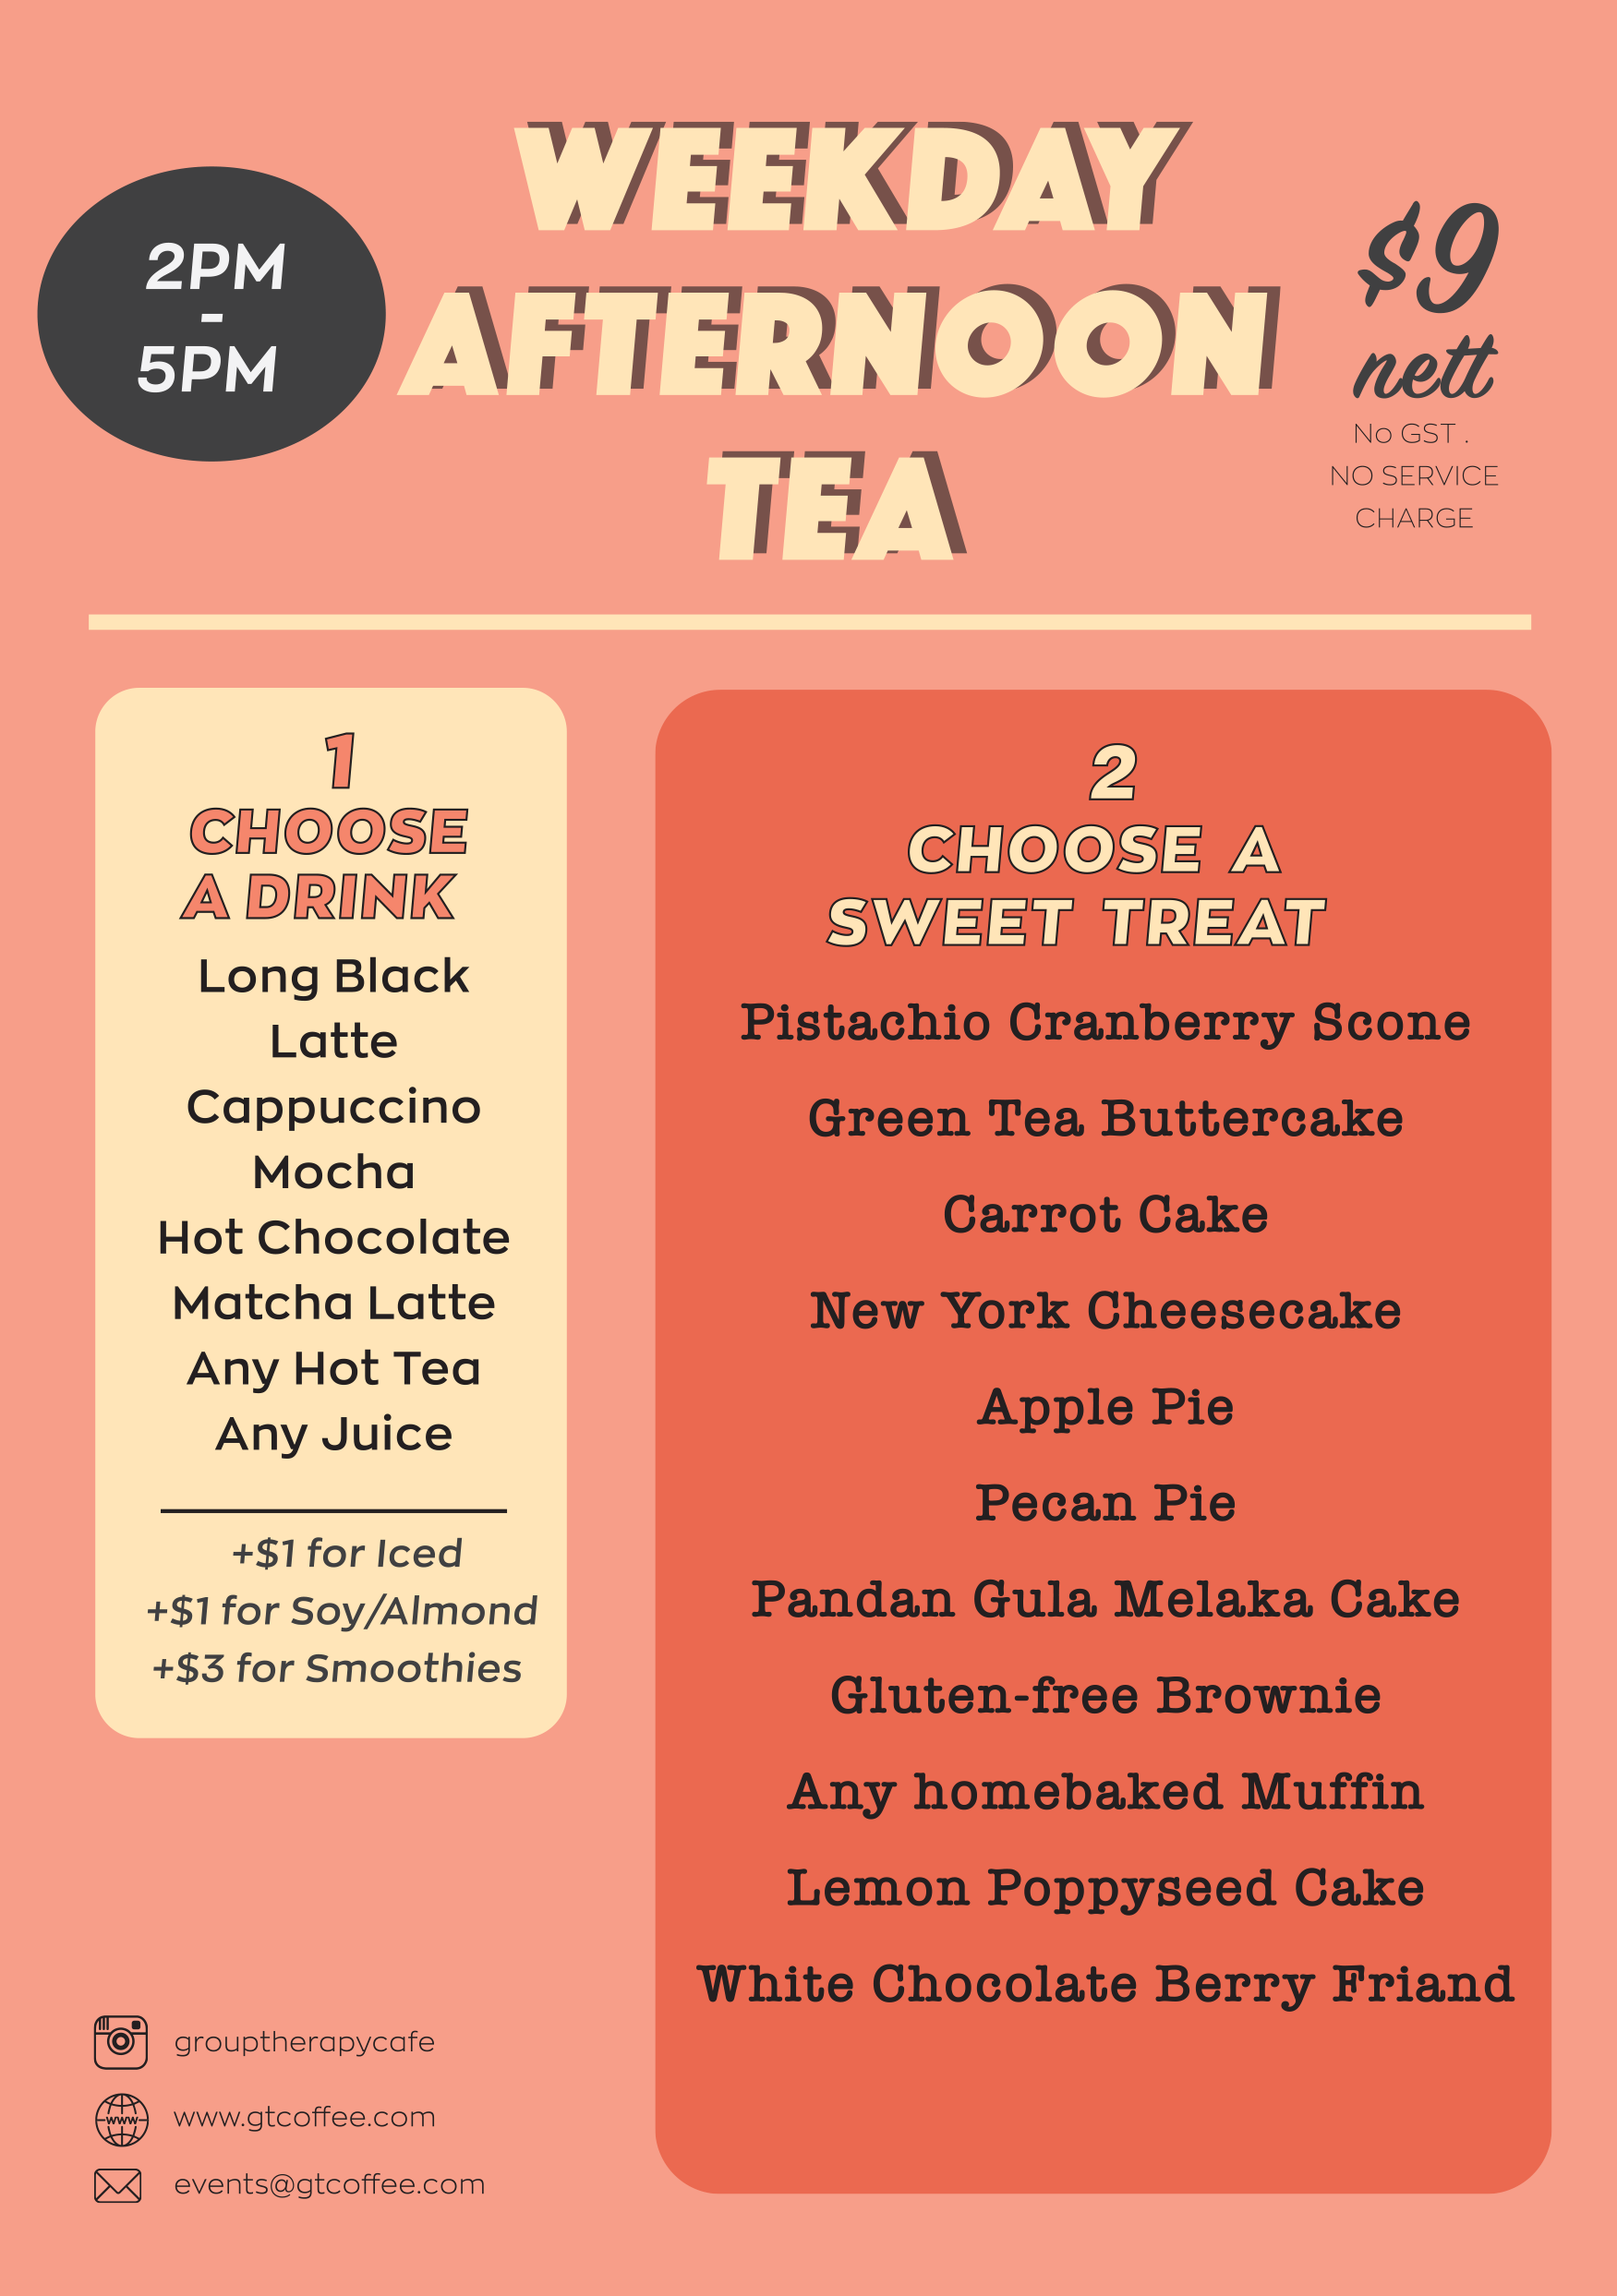 WEEKDAY
AFTERNOON
TEA
2PM
-
5PM
$9
nett
No GST .
NO SERVICE
CHARGE
1
CHOOSE
A DRINK
Long Black
Latte
Cappuccino
Mocha
Hot Chocolate
Matcha Latte
Any Hot Tea
Any Juice
+$1 for Iced
+$1 for Soy/Almond
+$3 for Smoothies
2
CHOOSE A
SWEET TREAT
Pistachio Cranberry Scone
Green Tea Buttercake
Carrot Cake
New York Cheesecake
Apple Pie
Pecan Pie
Pandan Gula Melaka Cake
Gluten-free Brownie
Any homebaked Muffin
Lemon Poppyseed Cake
White Chocolate Berry Friand
grouptherapycafe
www
www.gtcoffee.com
events@gtcoffee.com